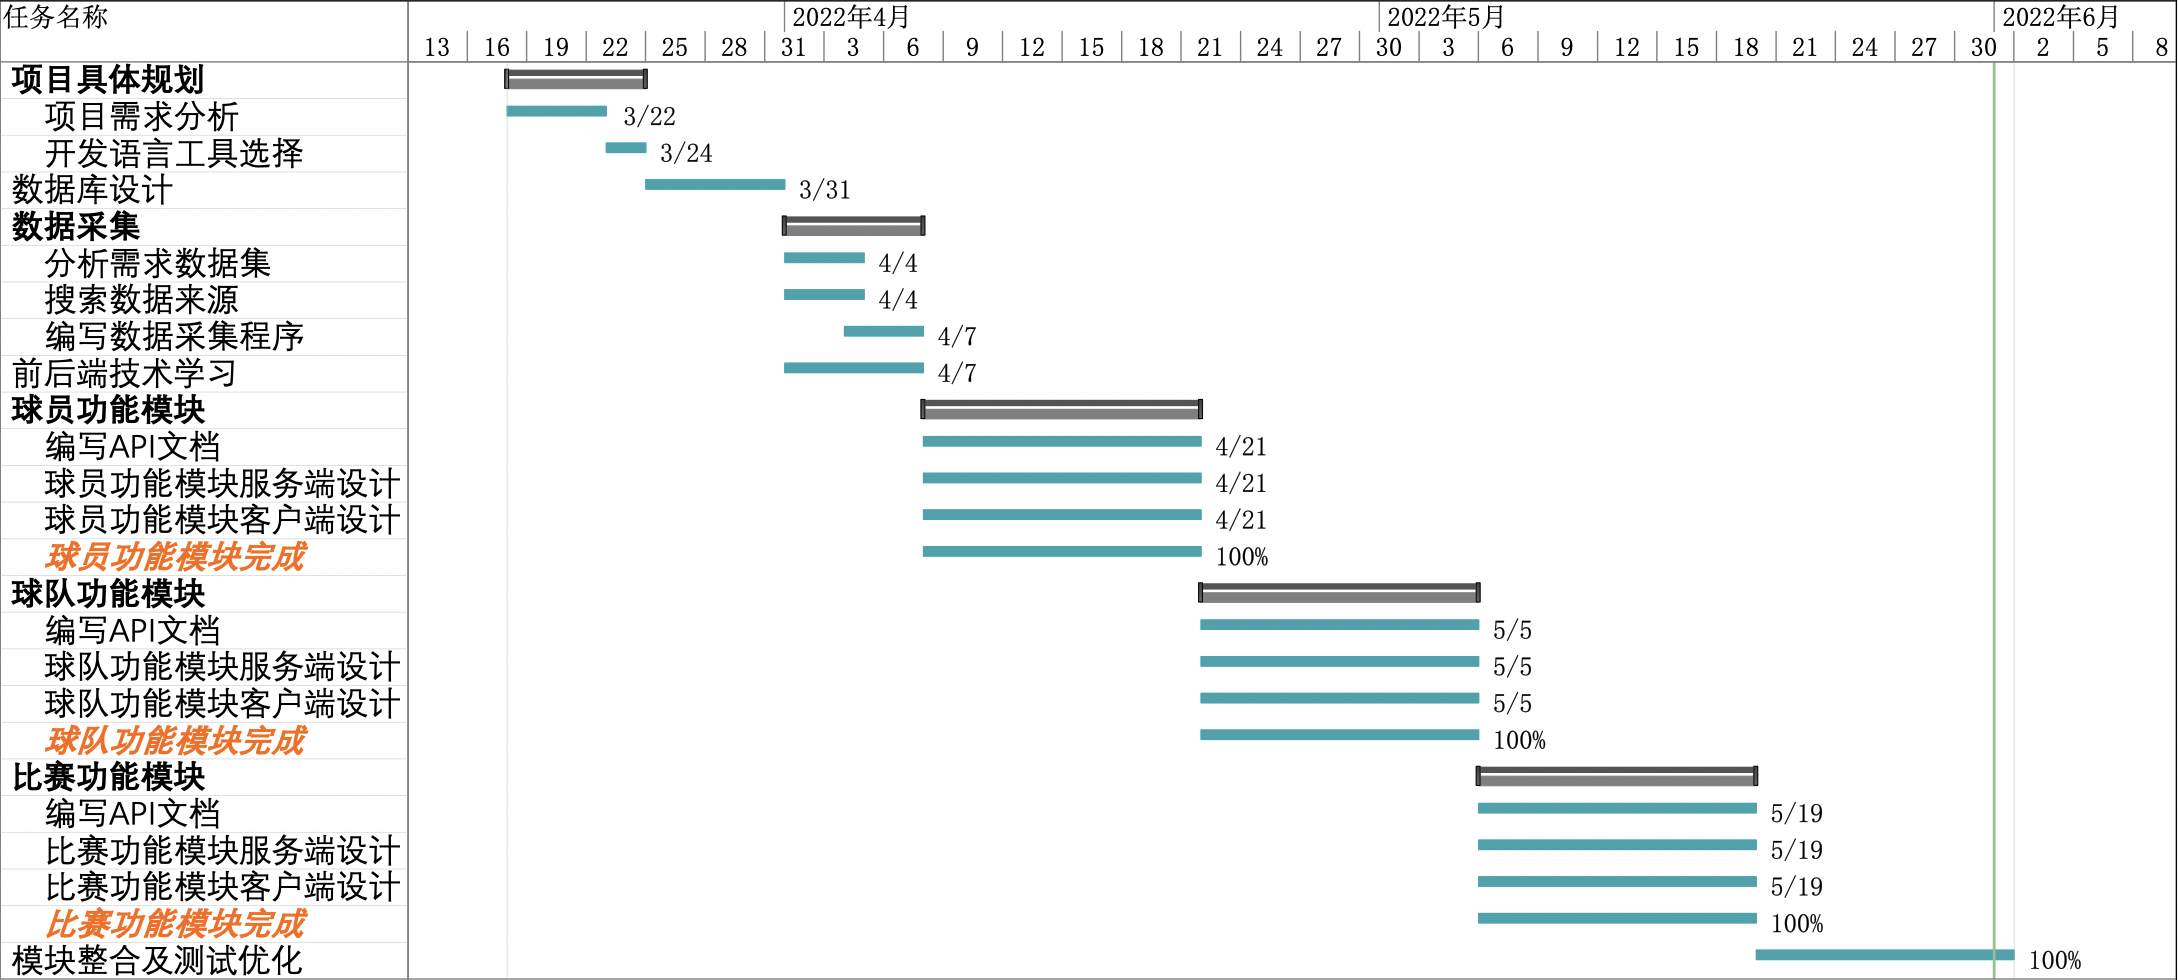 任务名称 2022年4月 2022年5月 2022年6月
13 16 19 22 25 28 31 3 6 9 12 15 18 21 24 27 30 3 6 9 12 15 18 21 24 27 30 2 5 8
项目具体规划
项目需求分析 3/22
开发语言工具选择 3/24
数据库设计 3/31
数据采集
分析需求数据集 4/4
搜索数据来源 4/4
编写数据采集程序 4/7
前后端技术学习 4/7
球员功能模块
编写API文档 4/21
球员功能模块服务端设计 4/21
球员功能模块客户端设计 4/21
球员功能模块完成 100%
球队功能模块
编写API文档 5/5
球队功能模块服务端设计 5/5
球队功能模块客户端设计 5/5
球队功能模块完成 100%
比赛功能模块
编写API文档 5/19
比赛功能模块服务端设计 5/19
比赛功能模块客户端设计 5/19
比赛功能模块完成 100%
模块整合及测试优化 100%